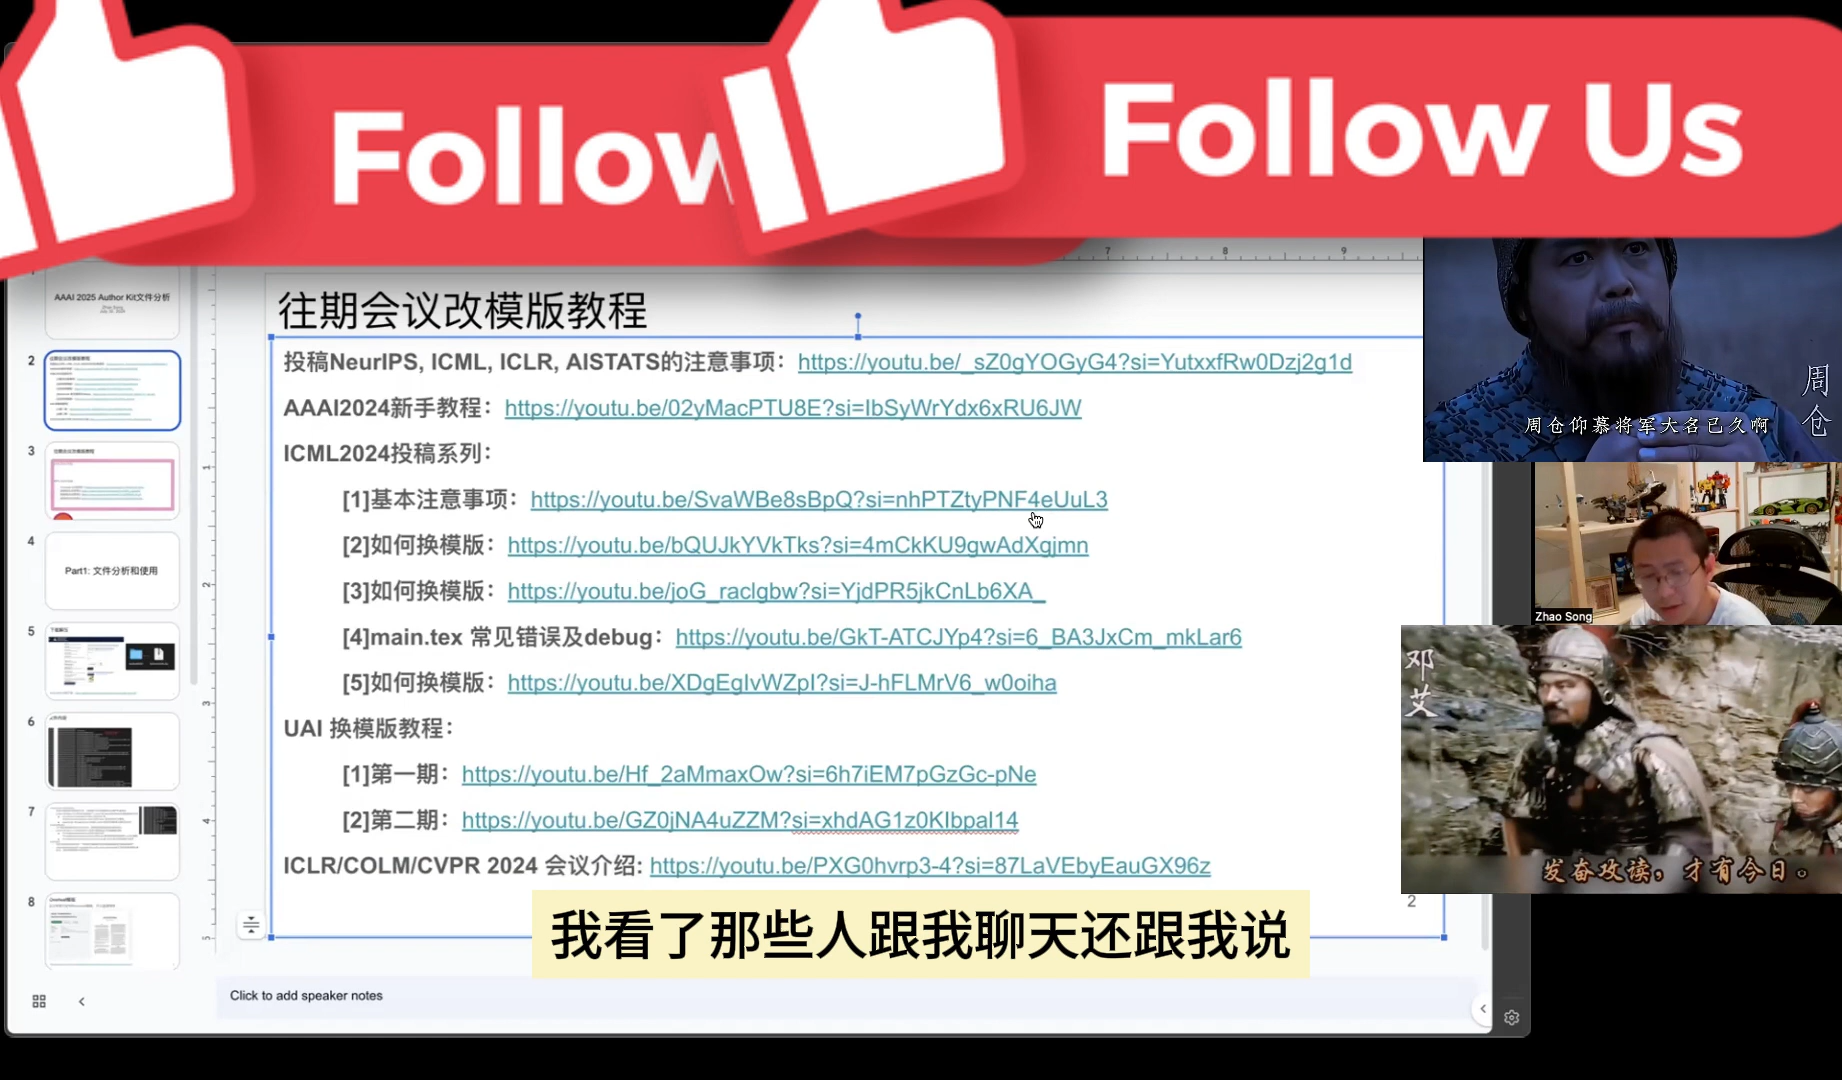 Follow
Follow Us
7 8 9
AAAI 2025 Author Kit文件分析
2
3
4
Part1: 文件分析和使用
5
6
7
8
往期会议改模版教程
投稿NeurIPS, ICML, ICLR, AISTATS的注意事项：https://youtu.be/_sZ0gYOGyG4?si=YutxxfRw0Dzj2g1d
AAAI2024新手教程：https://youtu.be/02yMacPTU8E?si=IbSyWrYdx6xRU6JW
ICML2024投稿系列：
[1]基本注意事项：https://youtu.be/SvaWBe8sBpQ?si=nhPTZtyPNF4eUuL3
[2]如何换模版：https://youtu.be/bQUJkYVkTks?si=4mCkKU9gwAdXgjmn
[3]如何换模版：https://youtu.be/joG_raclgbw?si=YjdPR5jkCnLb6XA_
[4]main.tex 常见错误及debug：https://youtu.be/GkT-ATCJYp4?si=6_BA3JxCm_mkLar6
[5]如何换模版：https://youtu.be/XDgEgIvWZpI?si=J-hFLMrV6_w0oiha
UAI 换模版教程：
[1]第一期：https://youtu.be/Hf_2aMmaxOw?si=6h7iEM7pGzGc-pNe
[2]第二期：https://youtu.be/GZ0jNA4uZZM?si=xhdAG1z0KIbpal14
ICLR/COLM/CVPR 2024 会议介绍: https://youtu.be/PXG0hvrp3-4?si=87LaVEbyEauGX96z
2
我看了那些人跟我聊天还跟我说
Click to add speaker notes
周仓
周仓仰慕将军大名已久啊
Zhao Song
邓艾
发奋攻读，才有今日。